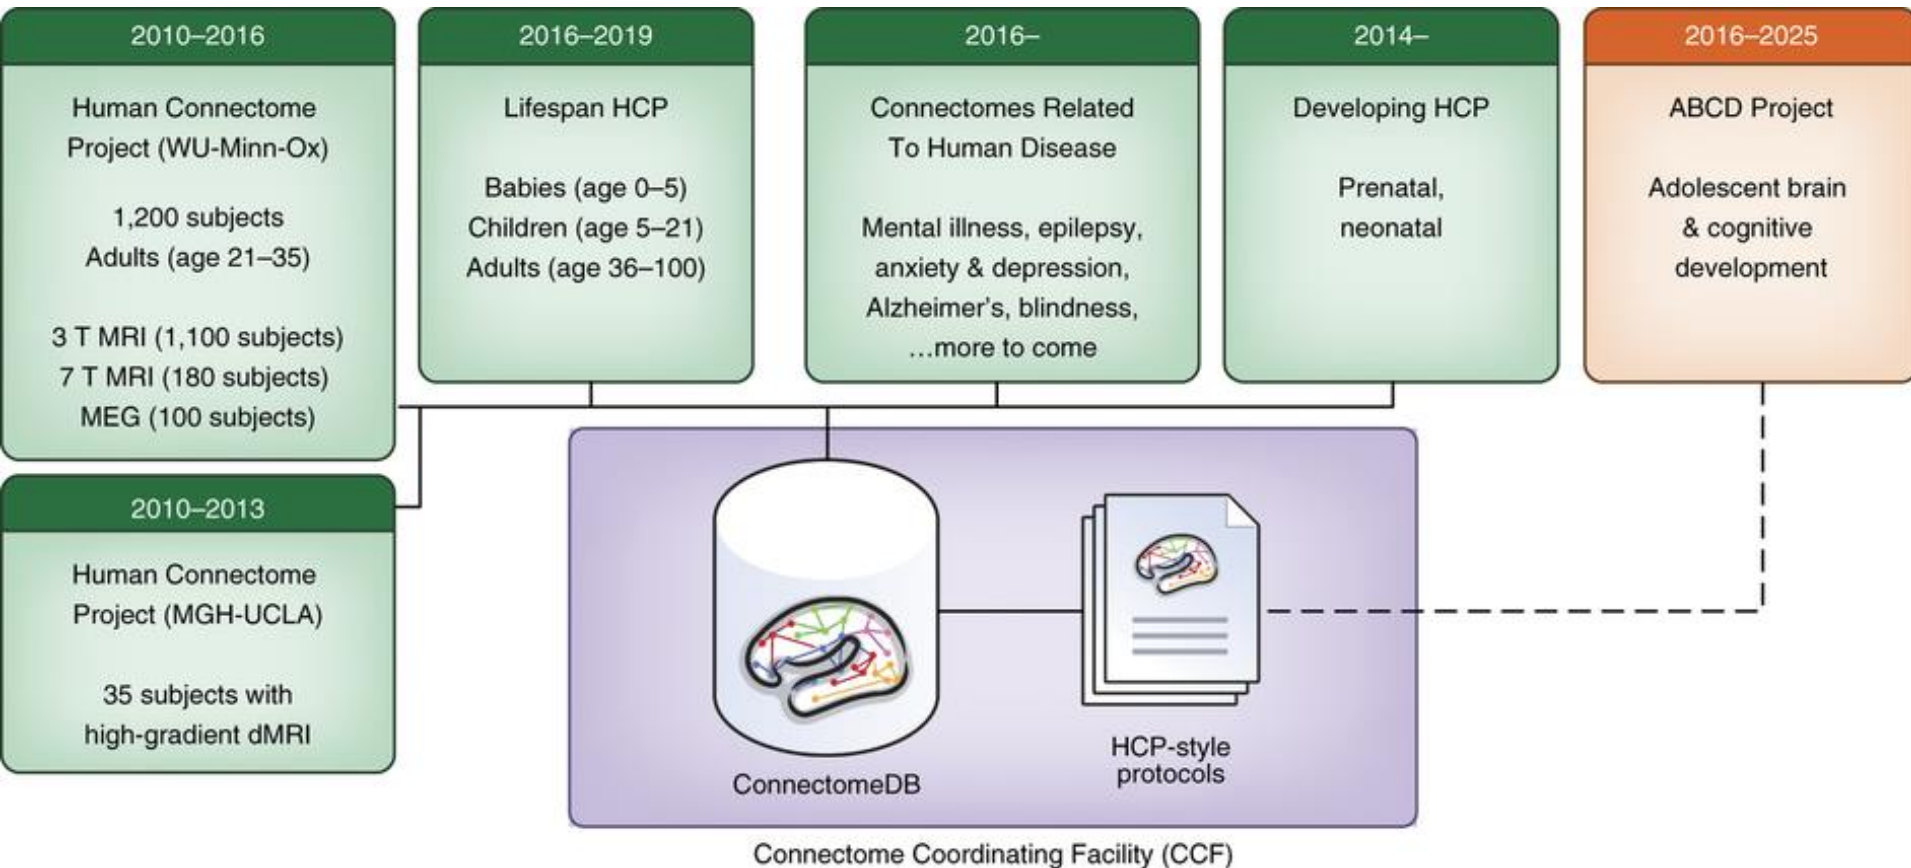 2010–2016
Human Connectome
Project (WU-Minn-Ox)
1,200 subjects
Adults (age 21–35)
3 T MRI (1,100 subjects)
7 T MRI (180 subjects)
MEG (100 subjects)
2016–2019
Lifespan HCP
Babies (age 0–5)
Children (age 5–21)
Adults (age 36–100)
2016–
Connectomes Related
To Human Disease
Mental illness, epilepsy,
anxiety & depression,
Alzheimer's, blindness,
…more to come
2014–
Developing HCP
Prenatal,
neonatal
2016–2025
ABCD Project
Adolescent brain
& cognitive
development
2010–2013
Human Connectome
Project (MGH-UCLA)
35 subjects with
high-gradient dMRI
ConnectomeDB
HCP-style
protocols
Connectome Coordinating Facility (CCF)